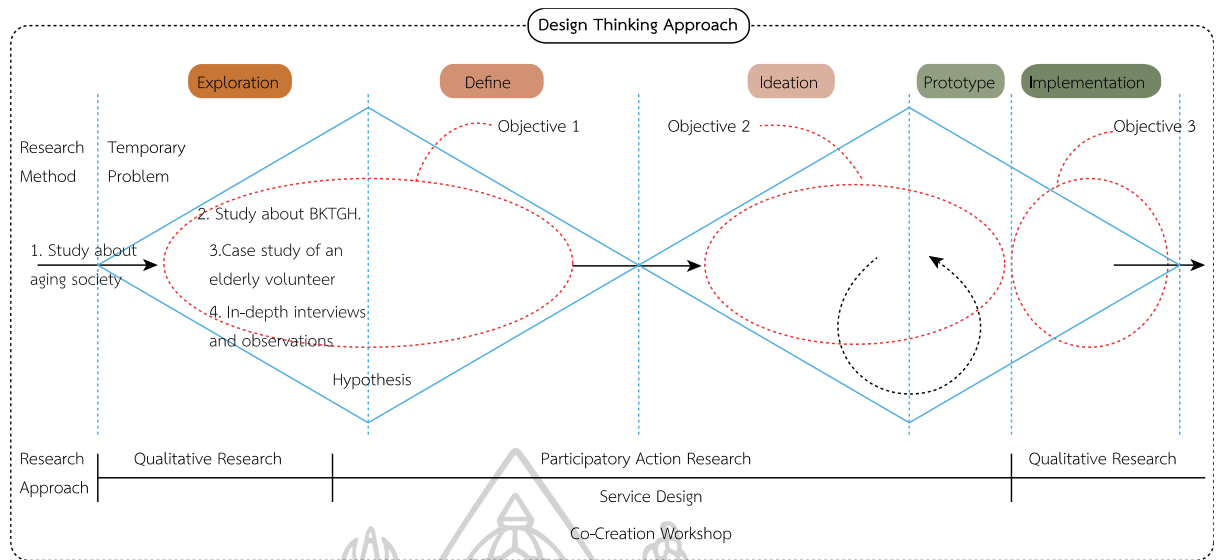 Design Thinking Approach
Exploration
Define
Ideation
Prototype
Implementation
Objective 1
Objective 2
Objective 3
Research
Method
Temporary
Problem
1. Study about
aging society
2. Study about BKTGH.
3.Case study of an
elderly volunteer
4. In-depth interviews
and observations
Hypothesis
Research
Approach
Qualitative Research
Participatory Action Research
Qualitative Research
Service Design
Co-Creation Workshop